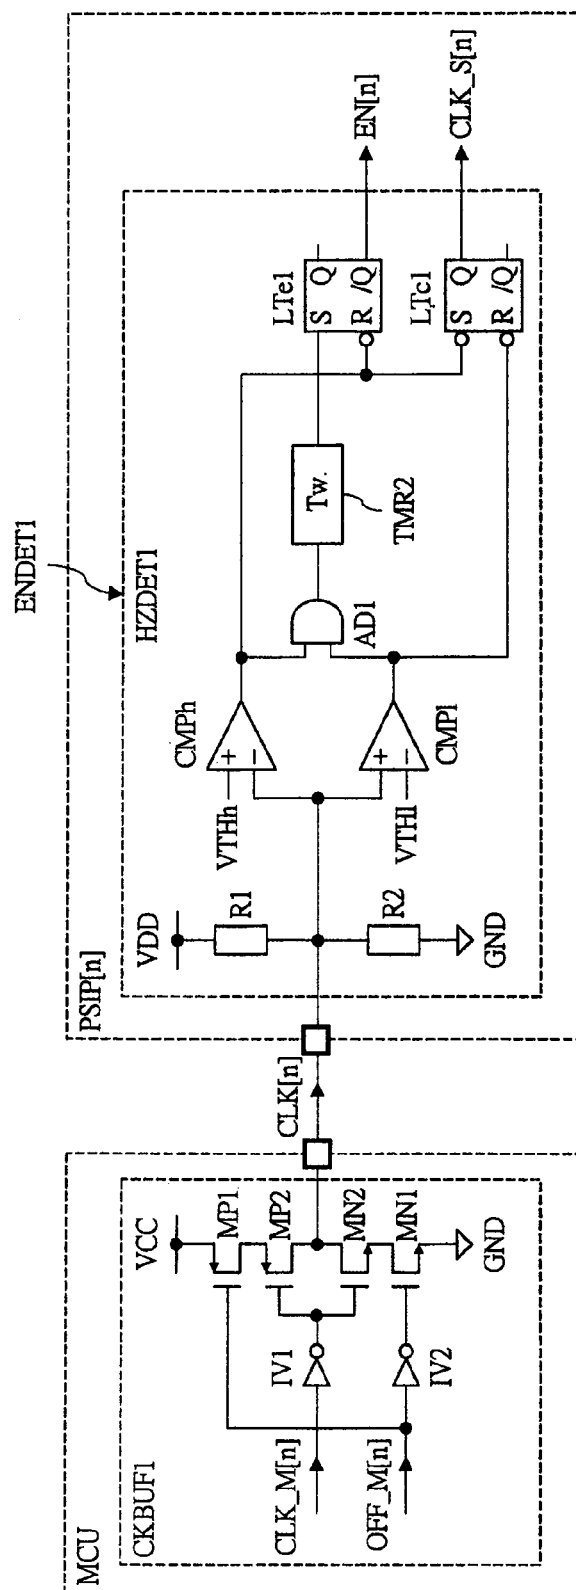 MCU
CKBUF1
CLK_M[n]
OFF_M[n]
IV1
IV2
VCC
MP1
MP2
MN2
MN1
GND
CLK[n]
PSIP[n]
ENDET1
HZDET1
VDD
R1
R2
GND
VTHh
VTHl
CMPh
CMPl
+
−
+
−
AD1
Tw.
TMR2
LTe1
S Q
R /Q
LTc1
S Q
R /Q
EN[n]
CLK_S[n]